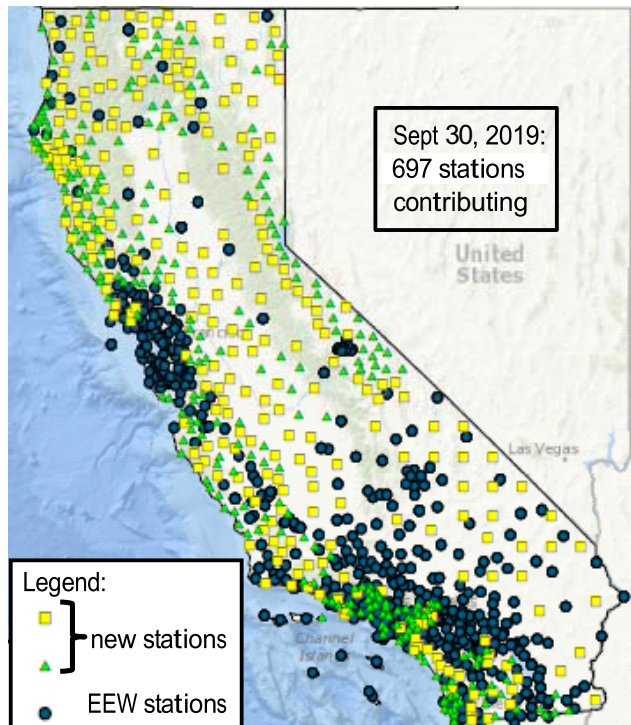 Sept 30, 2019:
697 stations
contributing
United
States
Las Vegas
Channel
Legend:
new stations
EEW stations